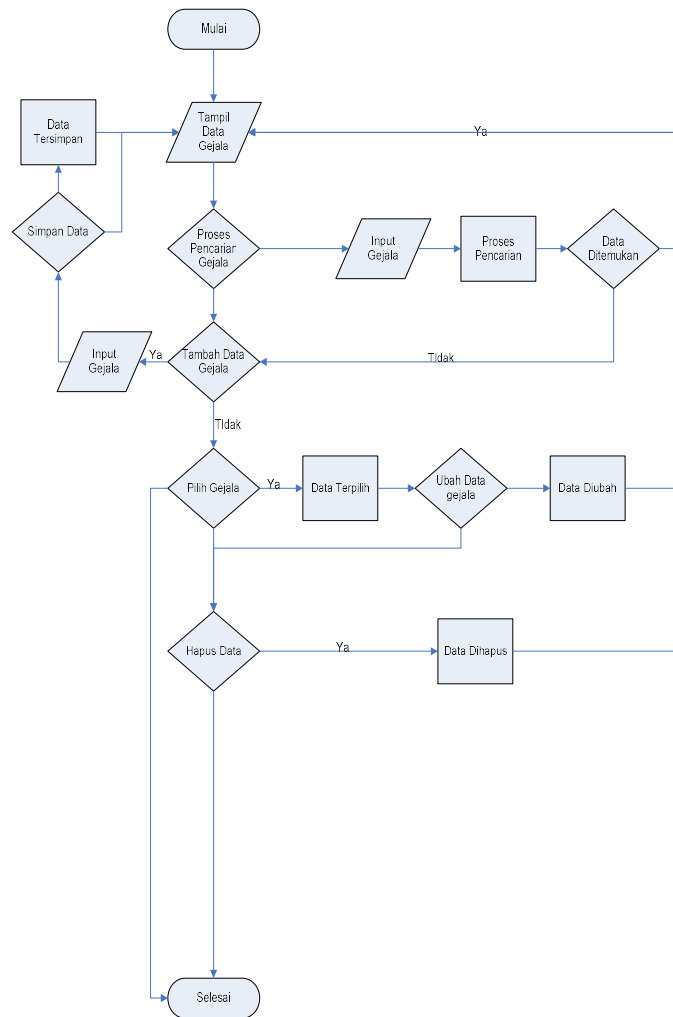 Mulai
Tampil
Data
Gejala
Data
Tersimpan
Ya
Simpan Data
Proses
Pencarian
Gejala
Input
Gejala
Proses
Pencarian
Data
Ditemukan
Input
Gejala
Ya
Tambah Data
Gejala
TIdak
TIdak
Pilih Gejala
Ya
Data Terpilih
Ubah Data
gejala
Data Diubah
Hapus Data
Ya
Data Dihapus
Selesai